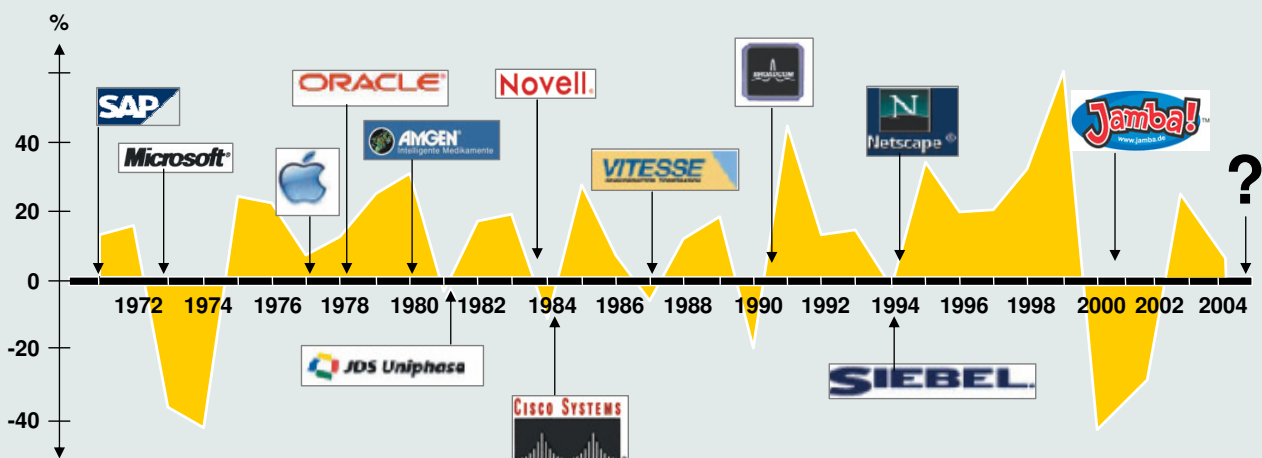 %
SAP
Microsoft®
ORACLE®
AMGEN®
Intelligente Medikamente
Novell®
VITESSE
BROADCOM
N
Netscape®
Jamba!™
www.jamba.de
?
40
20
0
-20
-40
1972 1974 1976 1978 1980 1982 1984 1986 1988 1990 1992 1994 1996 1998 2000 2002 2004
JDS Uniphase
CISCO SYSTEMS
SIEBEL.